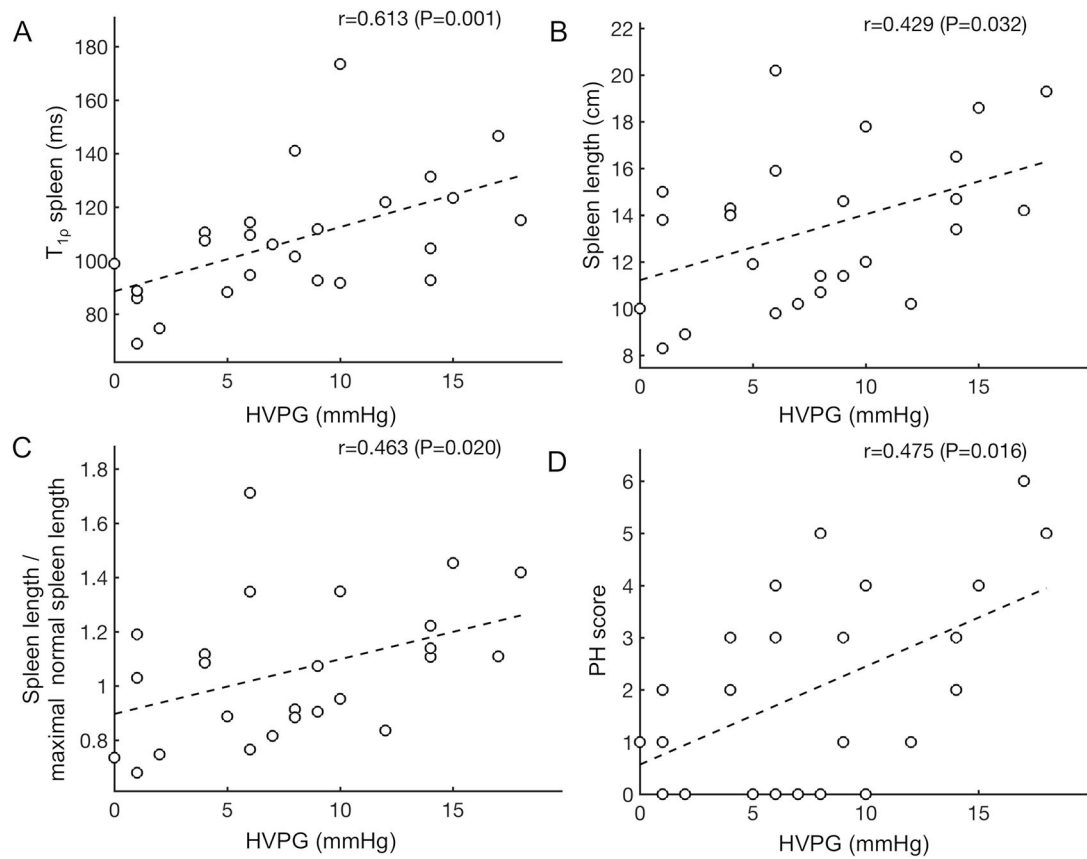 A
r=0.613 (P=0.001)
T1ρ spleen (ms)
180
160
140
120
100
80
0 5 10 15
HVPG (mmHg)
B
r=0.429 (P=0.032)
Spleen length (cm)
22
20
18
16
14
12
10
8
0 5 10 15
HVPG (mmHg)
C
r=0.463 (P=0.020)
Spleen length /
maximal normal spleen length
1.8
1.6
1.4
1.2
1
0.8
0 5 10 15
HVPG (mmHg)
D
r=0.475 (P=0.016)
PH score
6
5
4
3
2
1
0
0 5 10 15
HVPG (mmHg)